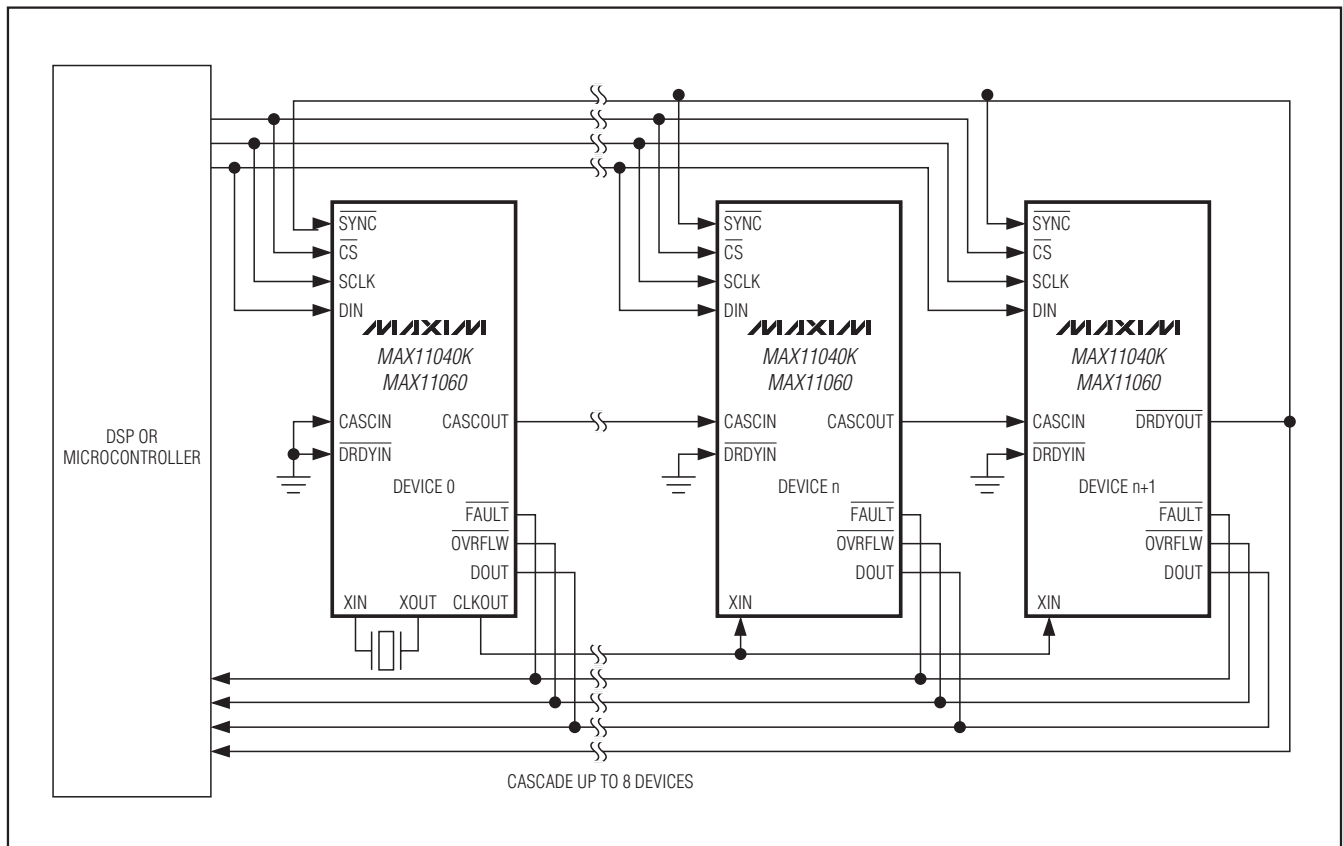 DSP OR
MICROCONTROLLER
SYNC
CS
SCLK
DIN
MAXIM
MAX11040K
MAX11060
CASCIN
CASCOUT
DRDYIN
DEVICE 0
FAULT
OVRFLW
DOUT
XIN XOUT CLKOUT
SYNC
CS
SCLK
DIN
MAXIM
MAX11040K
MAX11060
CASCIN
CASCOUT
DRDYIN
DEVICE n
FAULT
OVRFLW
DOUT
XIN
SYNC
CS
SCLK
DIN
MAXIM
MAX11040K
MAX11060
CASCIN
DRDYOUT
DRDYIN
DEVICE n+1
FAULT
OVRFLW
DOUT
XIN
CASCADE UP TO 8 DEVICES